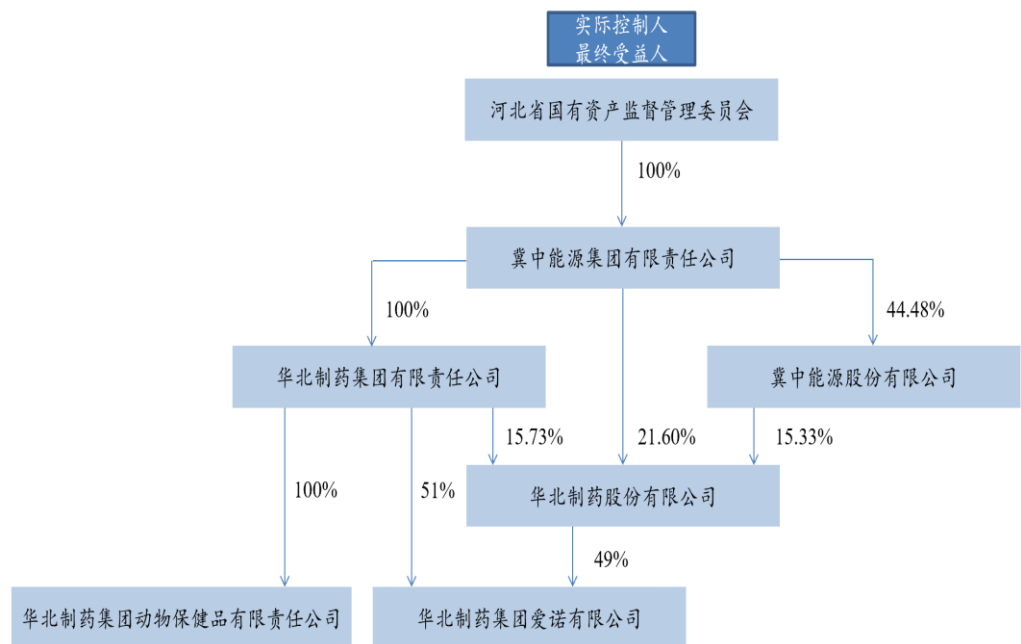 实际控制人
最终受益人
河北省国有资产监督管理委员会
100%
冀中能源集团有限责任公司
100%
44.48%
华北制药集团有限责任公司
冀中能源股份有限公司
15.73%
21.60%
15.33%
100%
51%
华北制药股份有限公司
49%
华北制药集团动物保健品有限责任公司
华北制药集团爱诺有限公司